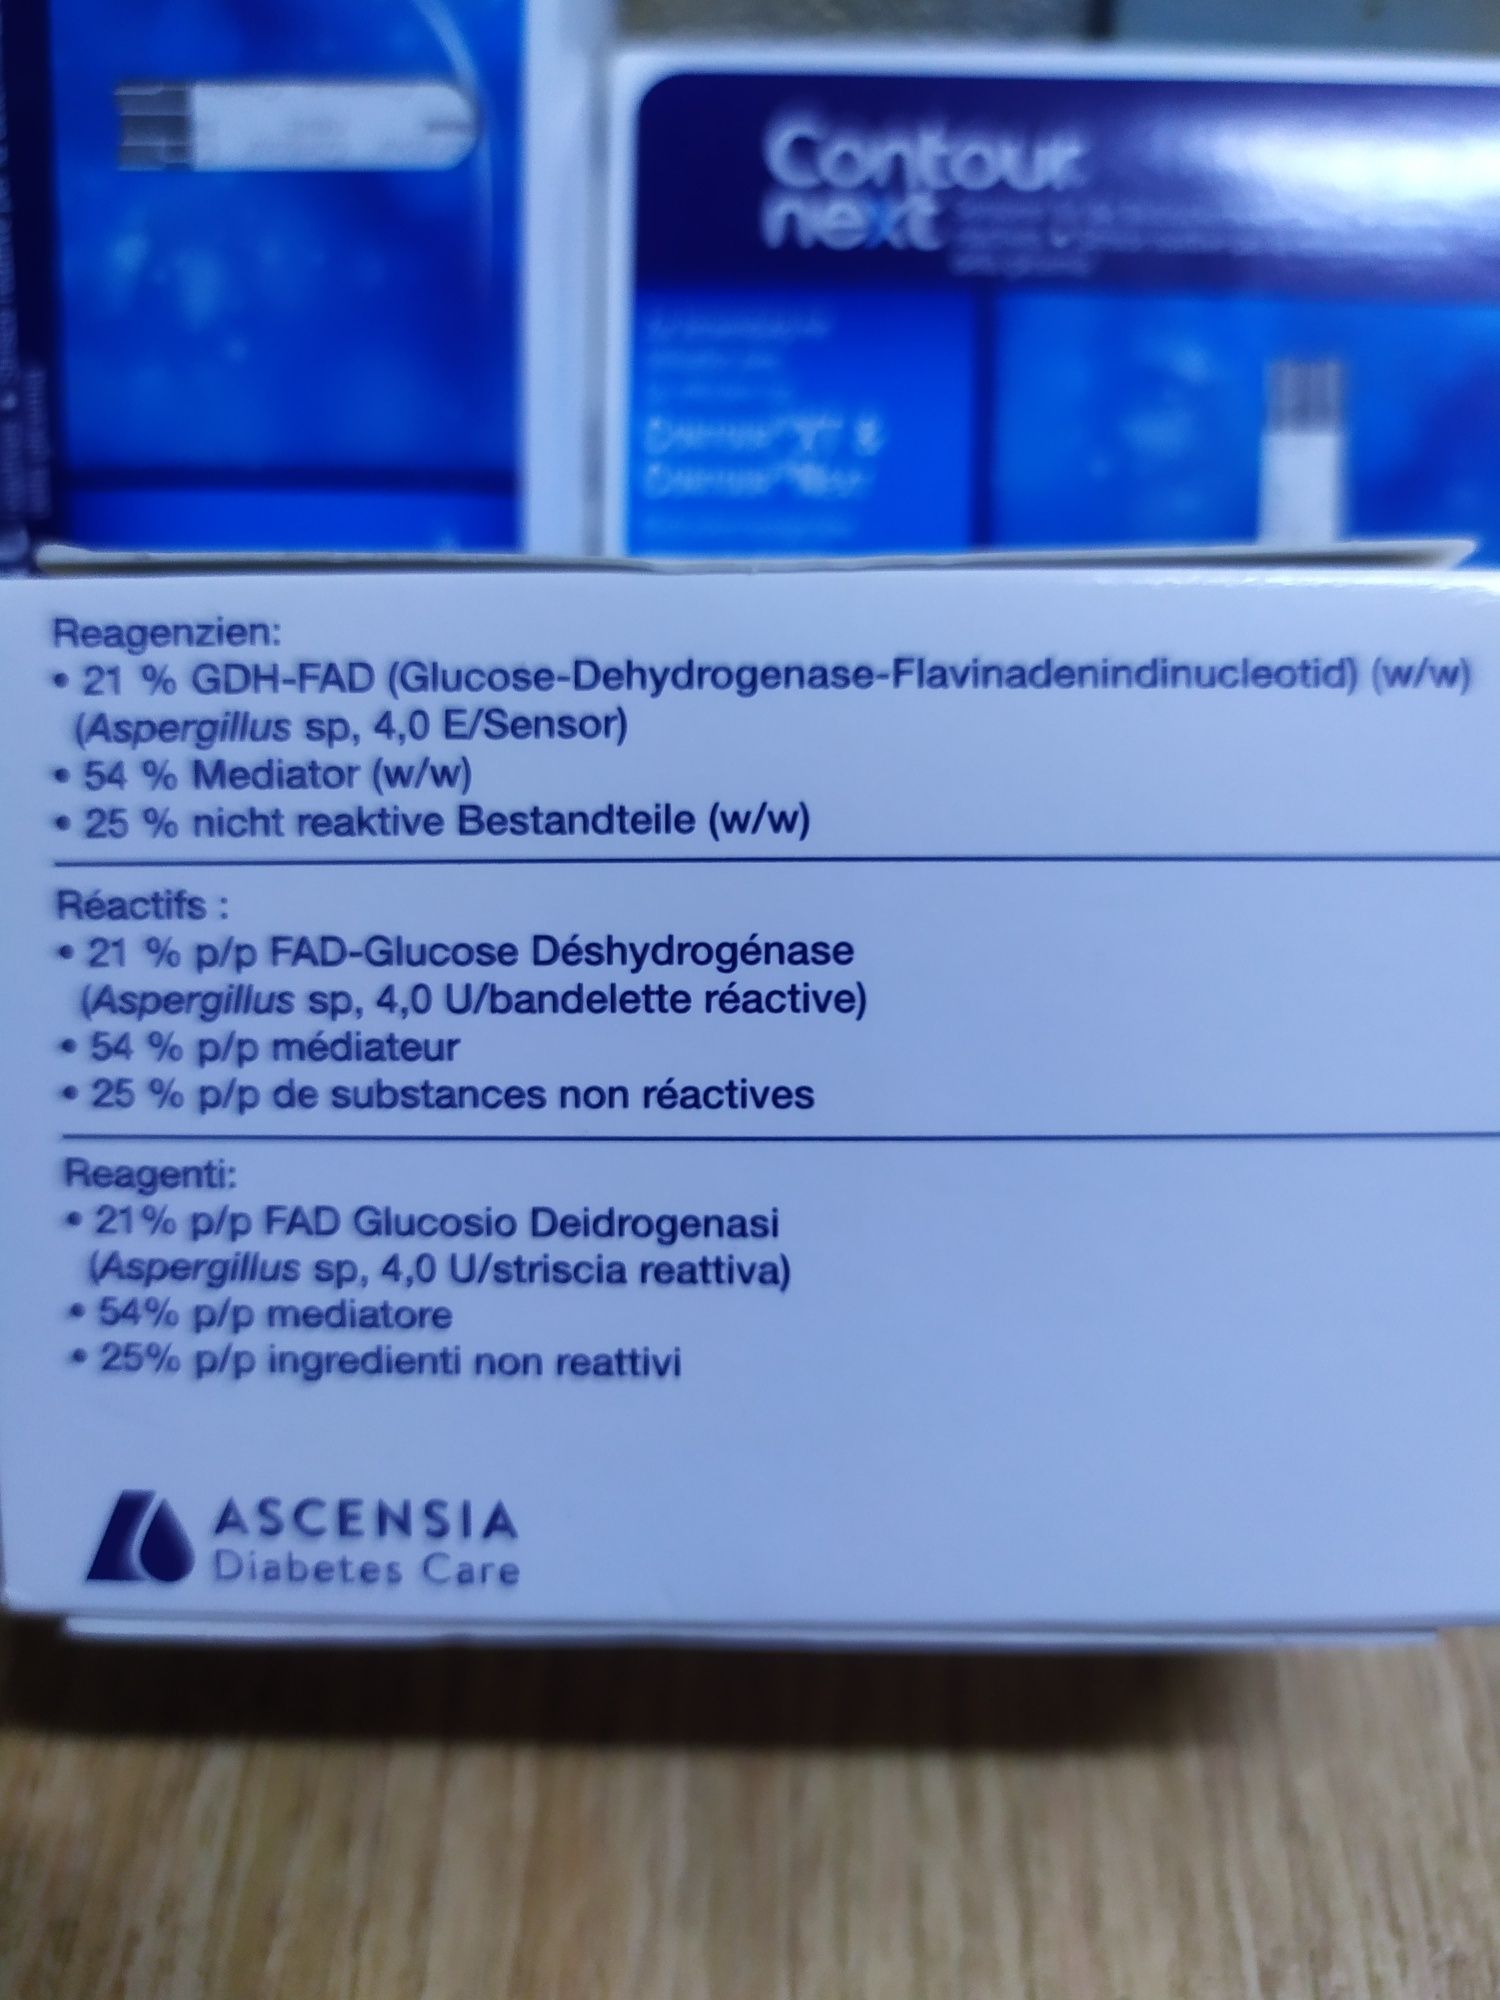 Contour
next
Reagenzien:
• 21 % GDH-FAD (Glucose-Dehydrogenase-Flavinadenindinucleotid) (w/w)
(Aspergillus sp, 4,0 E/Sensor)
• 54 % Mediator (w/w)
• 25 % nicht reaktive Bestandteile (w/w)
Réactifs :
• 21 % p/p FAD-Glucose Déshydrogénase
(Aspergillus sp, 4,0 U/bandelette réactive)
• 54 % p/p médiateur
• 25 % p/p de substances non réactives
Reagenti:
• 21% p/p FAD Glucosio Deidrogenasi
(Aspergillus sp, 4,0 U/striscia reattiva)
• 54% p/p mediatore
• 25% p/p ingredienti non reattivi
ASCENSIA
Diabetes Care